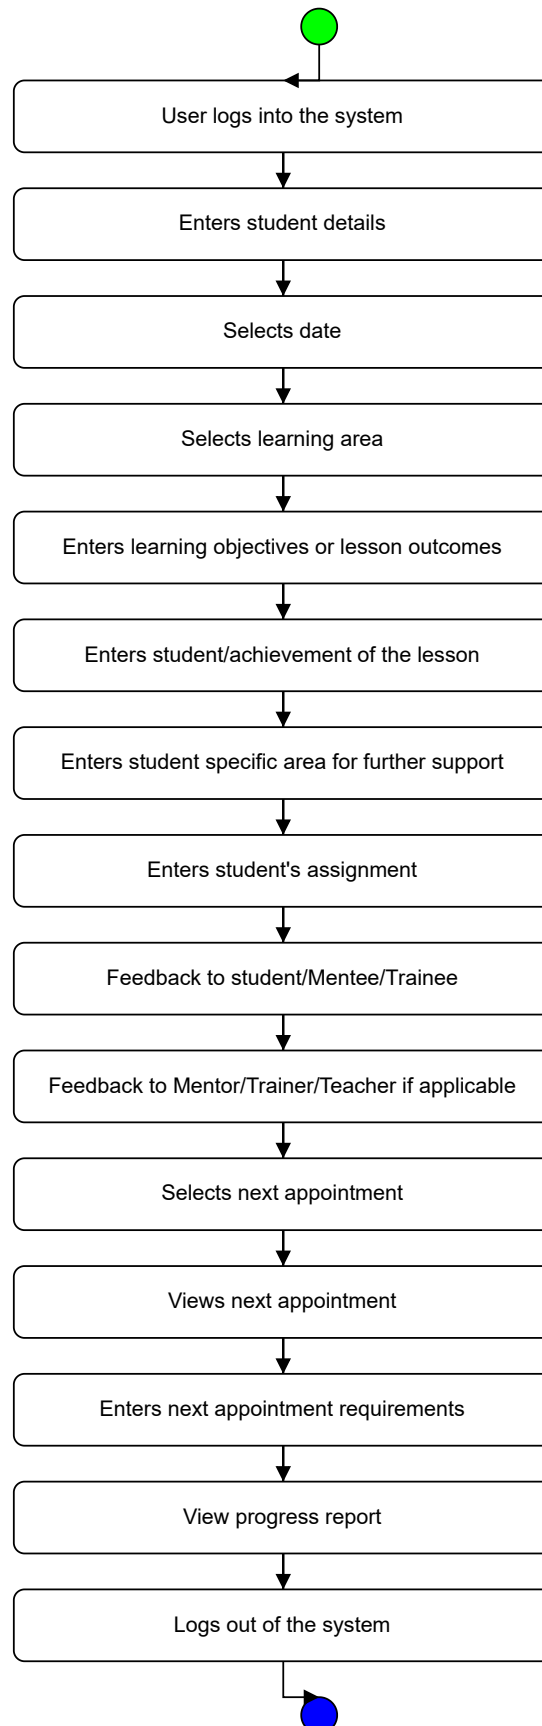 User logs into the system
Enters student details
Selects date
Selects learning area
Enters learning objectives or lesson outcomes
Enters student/achievement of the lesson
Enters student specific area for further support
Enters student's assignment
Feedback to student/Mentee/Trainee
Feedback to Mentor/Trainer/Teacher if applicable
Selects next appointment
Views next appointment
Enters next appointment requirements
View progress report
Logs out of the system